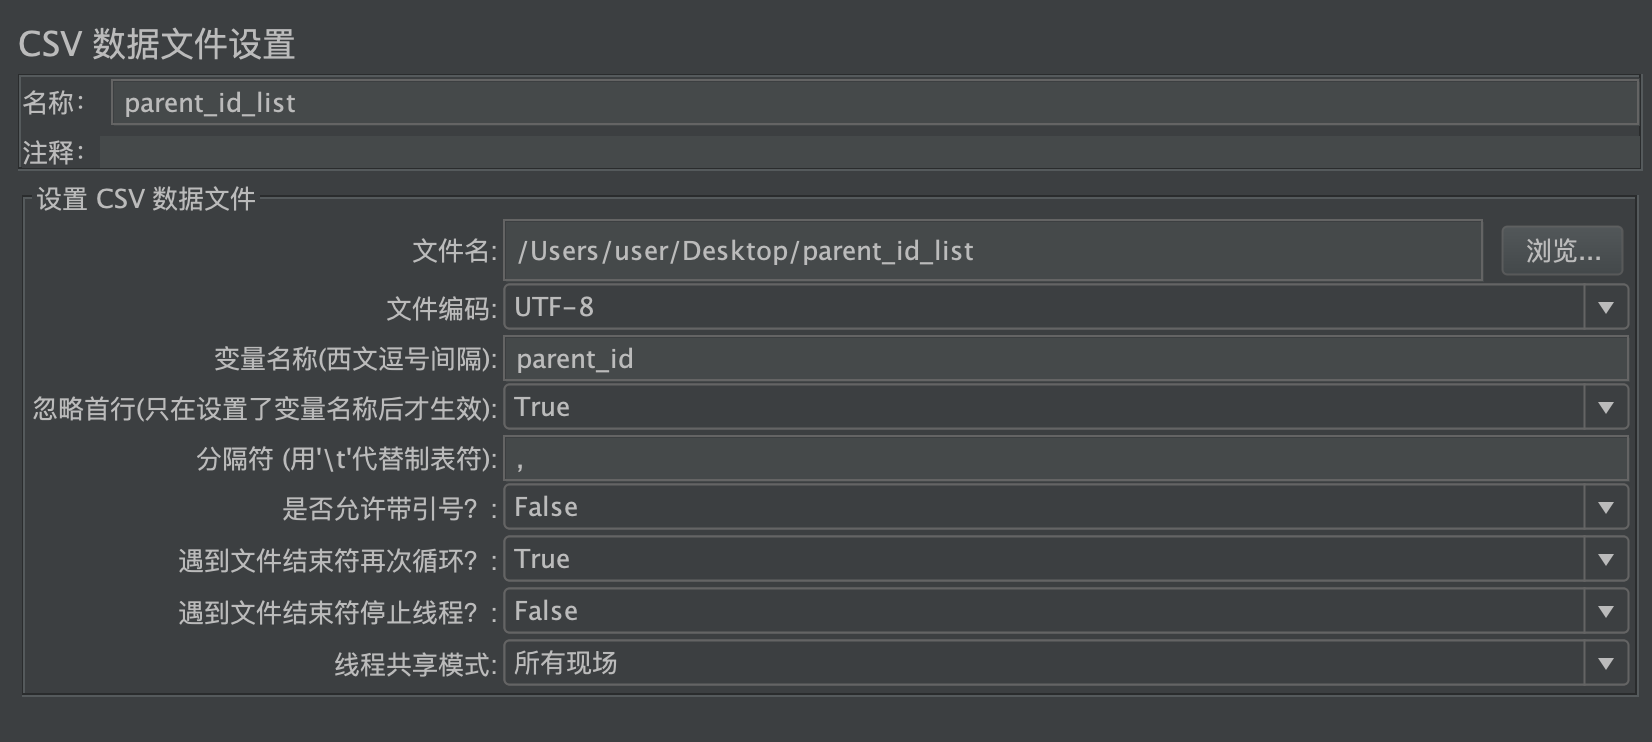 CSV 数据文件设置
名称： parent_id_list
注释：
设置 CSV 数据文件
文件名: /Users/user/Desktop/parent_id_list 浏览...
文件编码: UTF-8
变量名称(西文逗号间隔): parent_id
忽略首行(只在设置了变量名称后才生效): True
分隔符 (用'\t'代替制表符): ,
是否允许带引号？: False
遇到文件结束符再次循环？: True
遇到文件结束符停止线程？: False
线程共享模式: 所有现场